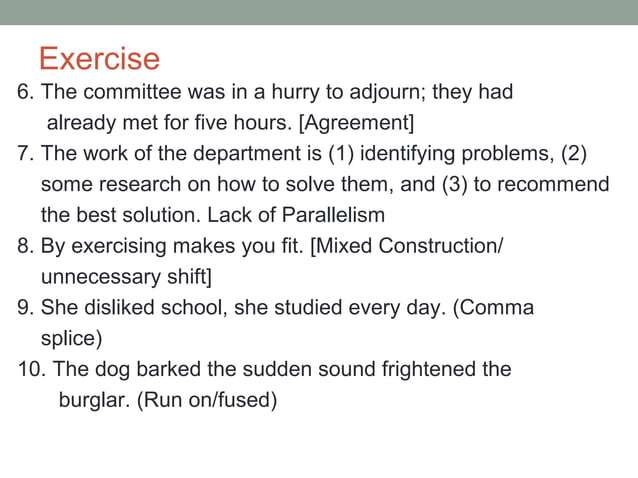 Exercise
6. The committee was in a hurry to adjourn; they had
already met for five hours. [Agreement]
7. The work of the department is (1) identifying problems, (2)
some research on how to solve them, and (3) to recommend
the best solution. Lack of Parallelism
8. By exercising makes you fit. [Mixed Construction/
unnecessary shift]
9. She disliked school, she studied every day. (Comma
splice)
10. The dog barked the sudden sound frightened the
burglar. (Run on/fused)